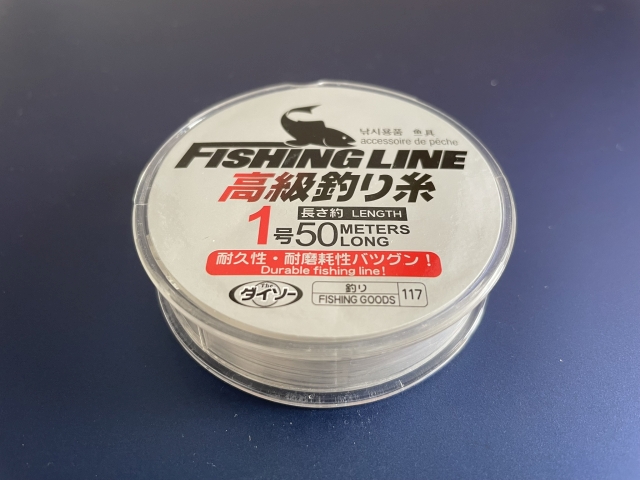 낚시용품 魚具
accessoire de pêche
FISHING LINE
高級釣り糸
1号 長さ約 LENGTH
50 METERS LONG
耐久性・耐磨耗性バツグン!
Durable fishing line!
The ダイソー
釣り
FISHING GOODS 117